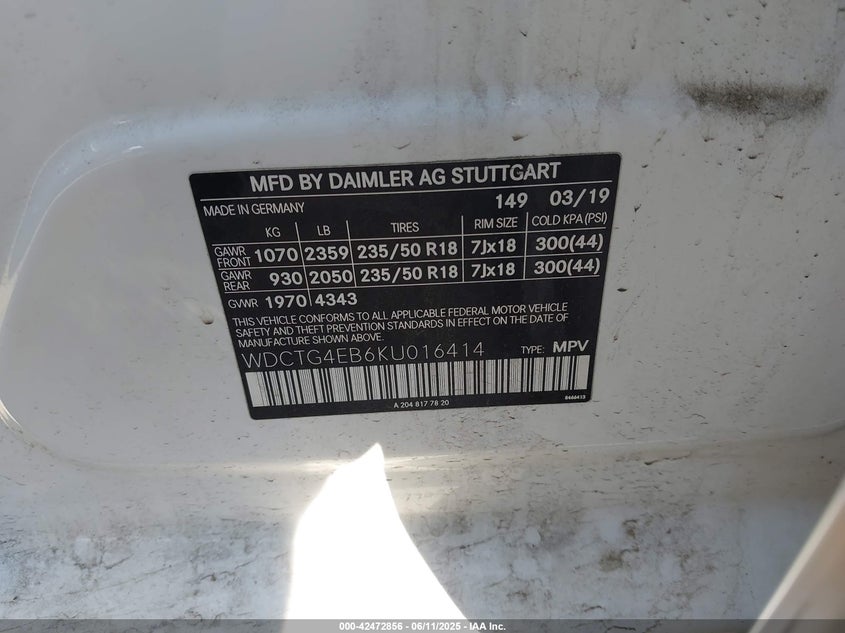 MFD BY DAIMLER AG STUTTGART
MADE IN GERMANY 149 03/19
KG LB TIRES RIM SIZE COLD KPA (PSI)
GAWR FRONT 1070 2359 235/50 R18 7Jx18 300(44)
GAWR REAR 930 2050 235/50 R18 7Jx18 300(44)
GVWR 1970 4343
THIS VEHICLE CONFORMS TO ALL APPLICABLE FEDERAL MOTOR VEHICLE
SAFETY AND THEFT PREVENTION STANDARDS IN EFFECT ON THE DATE OF
MANUFACTURE SHOWN ABOVE.
WDCTG4EB6KU016414 TYPE: MPV
A 204 817 78 20 8466413
000-42472856 - 06/11/2025 - IAA Inc.